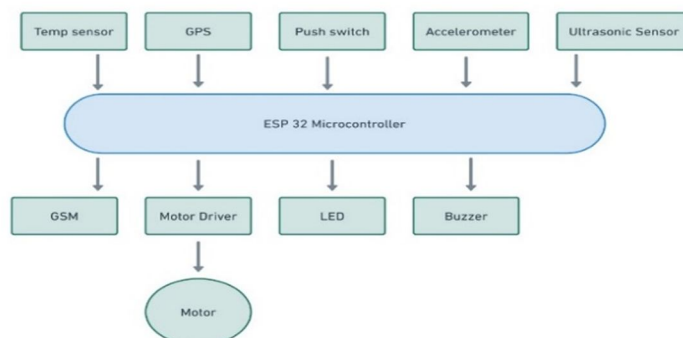 Temp sensor
GPS
Push switch
Accelerometer
Ultrasonic Sensor
ESP 32 Microcontroller
GSM
Motor Driver
LED
Buzzer
Motor